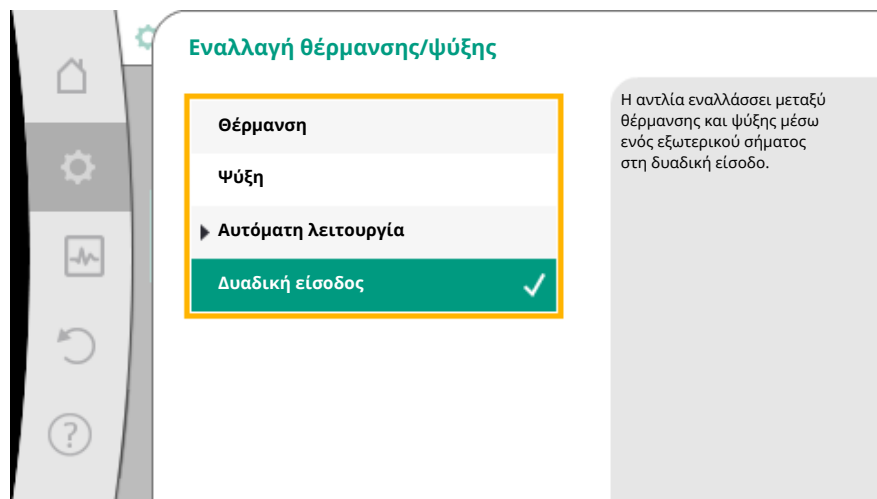 Εναλλαγή θέρμανσης/ψύξης
Θέρμανση
Ψύξη
Αυτόματη λειτουργία
Δυαδική είσοδος
Η αντλία εναλλάσσει μεταξύ
θέρμανσης και ψύξης μέσω
ενός εξωτερικού σήματος
στη δυαδική είσοδο.
?